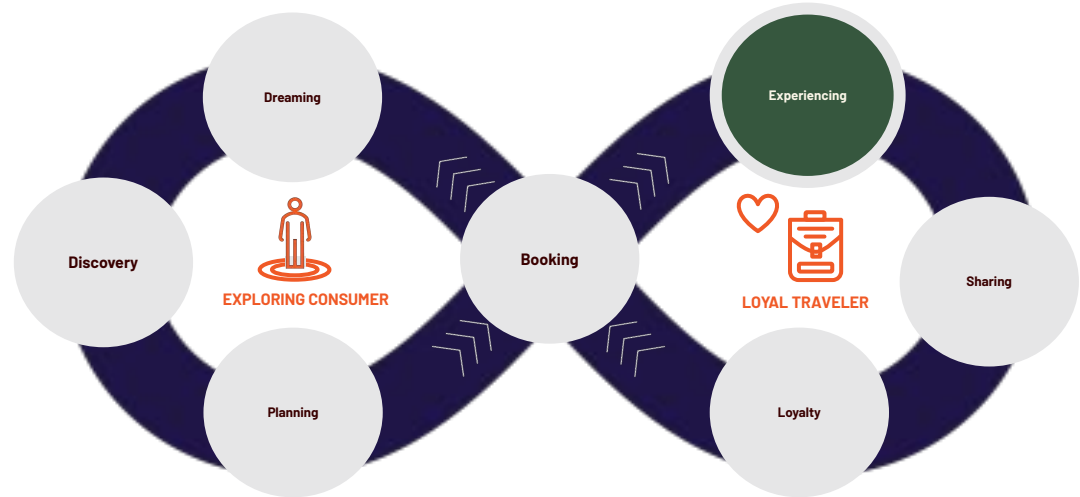 Dreaming
Experiencing
Discovery
Booking
Sharing
EXPLORING CONSUMER
LOYAL TRAVELER
Planning
Loyalty